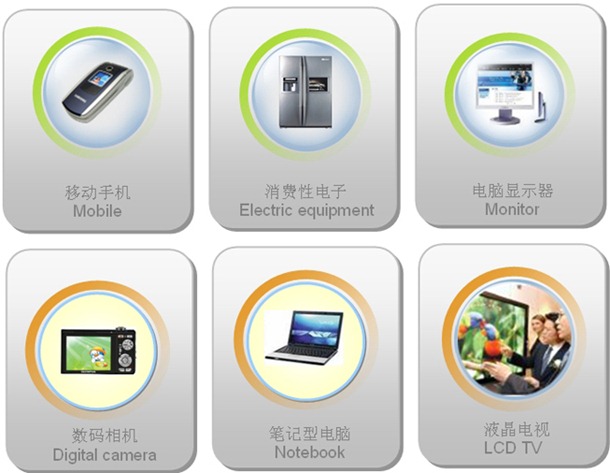 移动手机
Mobile
消费性电子
Electric equipment
电脑显示器
Monitor
数码相机
Digital camera
笔记型电脑
Notebook
液晶电视
LCD TV